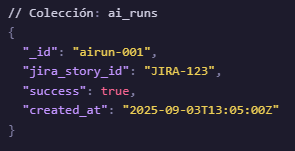 // Colección: ai_runs
{
  "_id": "airun-001",
  "jira_story_id": "JIRA-123",
  "success": true,
  "created_at": "2025-09-03T13:05:00Z"
}